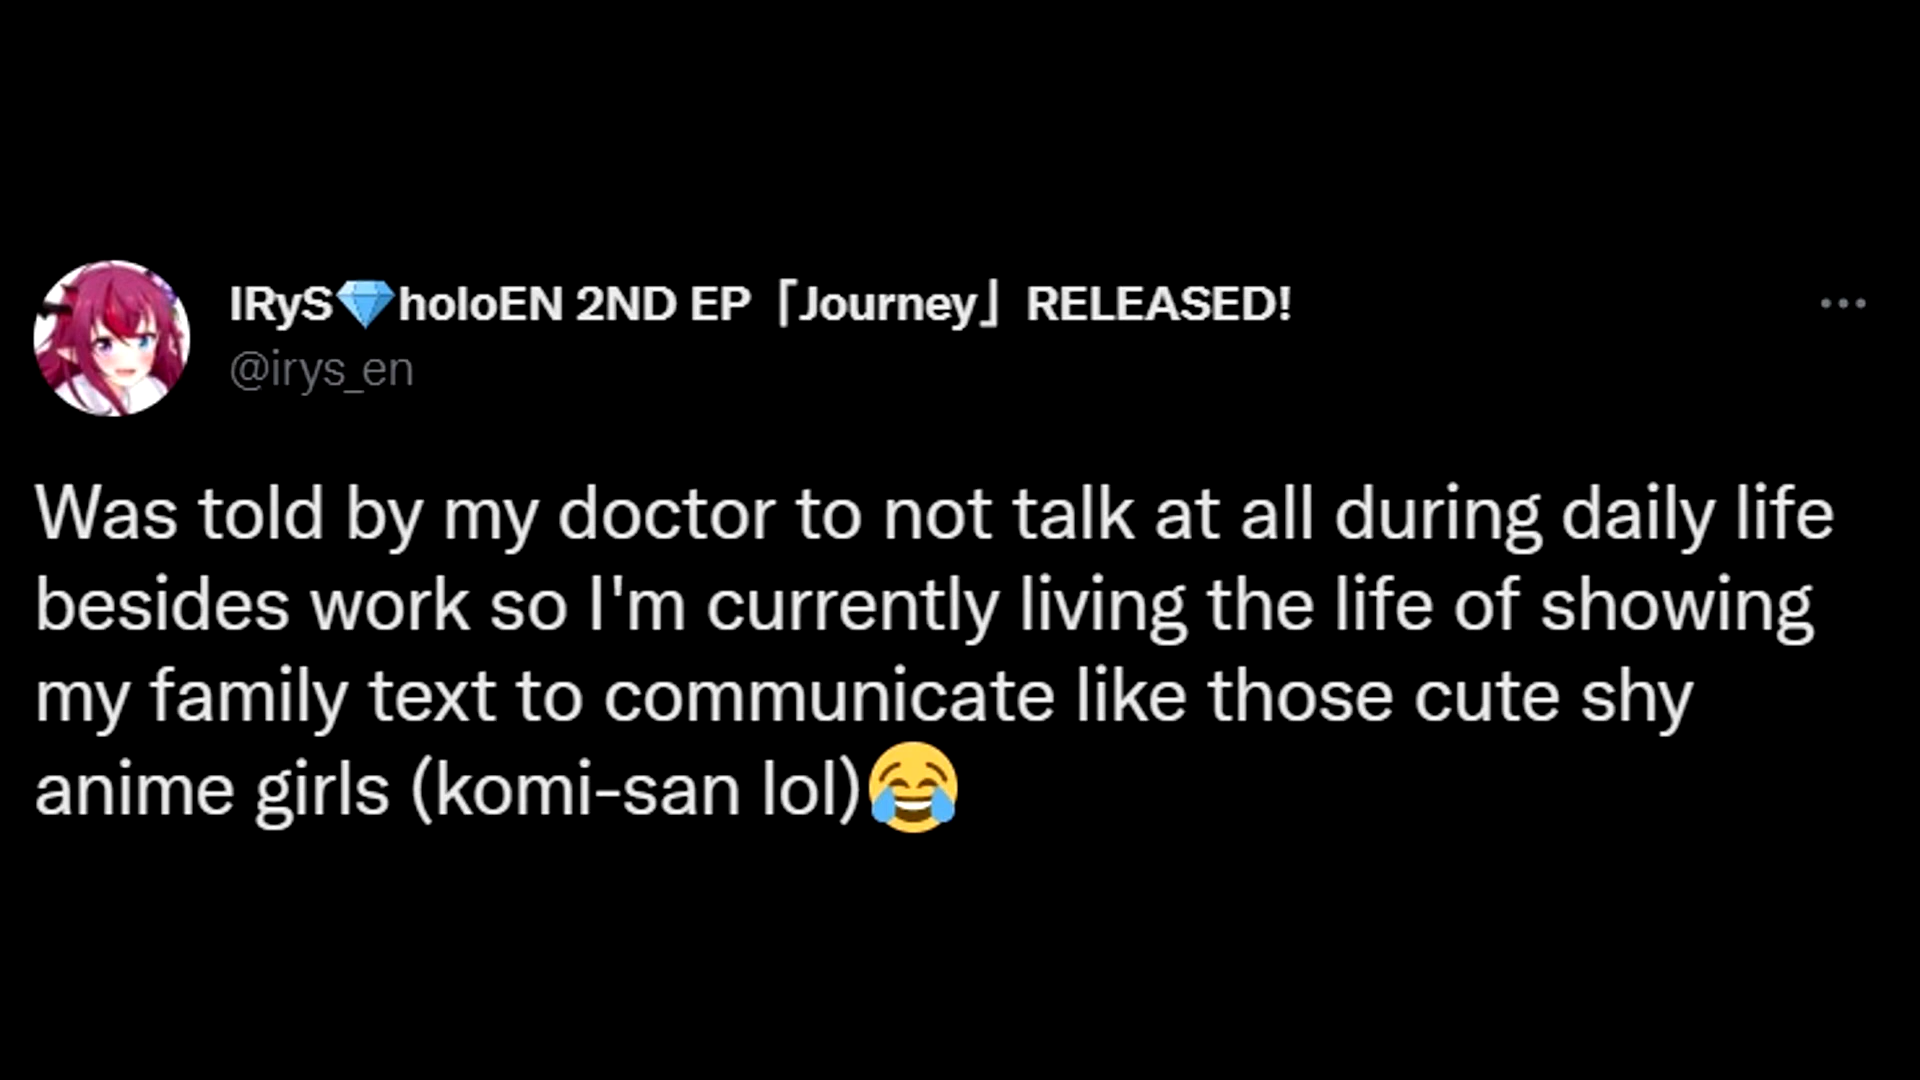 IRyS💎holoEN 2ND EP「Journey」RELEASED!
@irys_en
Was told by my doctor to not talk at all during daily life
besides work so I'm currently living the life of showing
my family text to communicate like those cute shy
anime girls (komi-san lol)😂